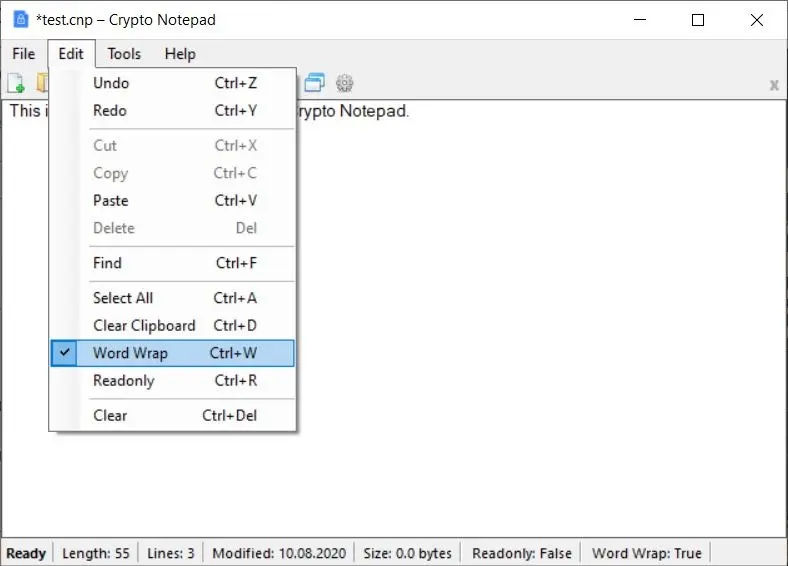 *test.cnp – Crypto Notepad
File Edit Tools Help
x
This i rypto Notepad.
Undo Ctrl+Z
Redo Ctrl+Y
Cut Ctrl+X
Copy Ctrl+C
Paste Ctrl+V
Delete Del
Find Ctrl+F
Select All Ctrl+A
Clear Clipboard Ctrl+D
Word Wrap Ctrl+W
Readonly Ctrl+R
Clear Ctrl+Del
Ready Length: 55 Lines: 3 Modified: 10.08.2020 Size: 0.0 bytes Readonly: False Word Wrap: True